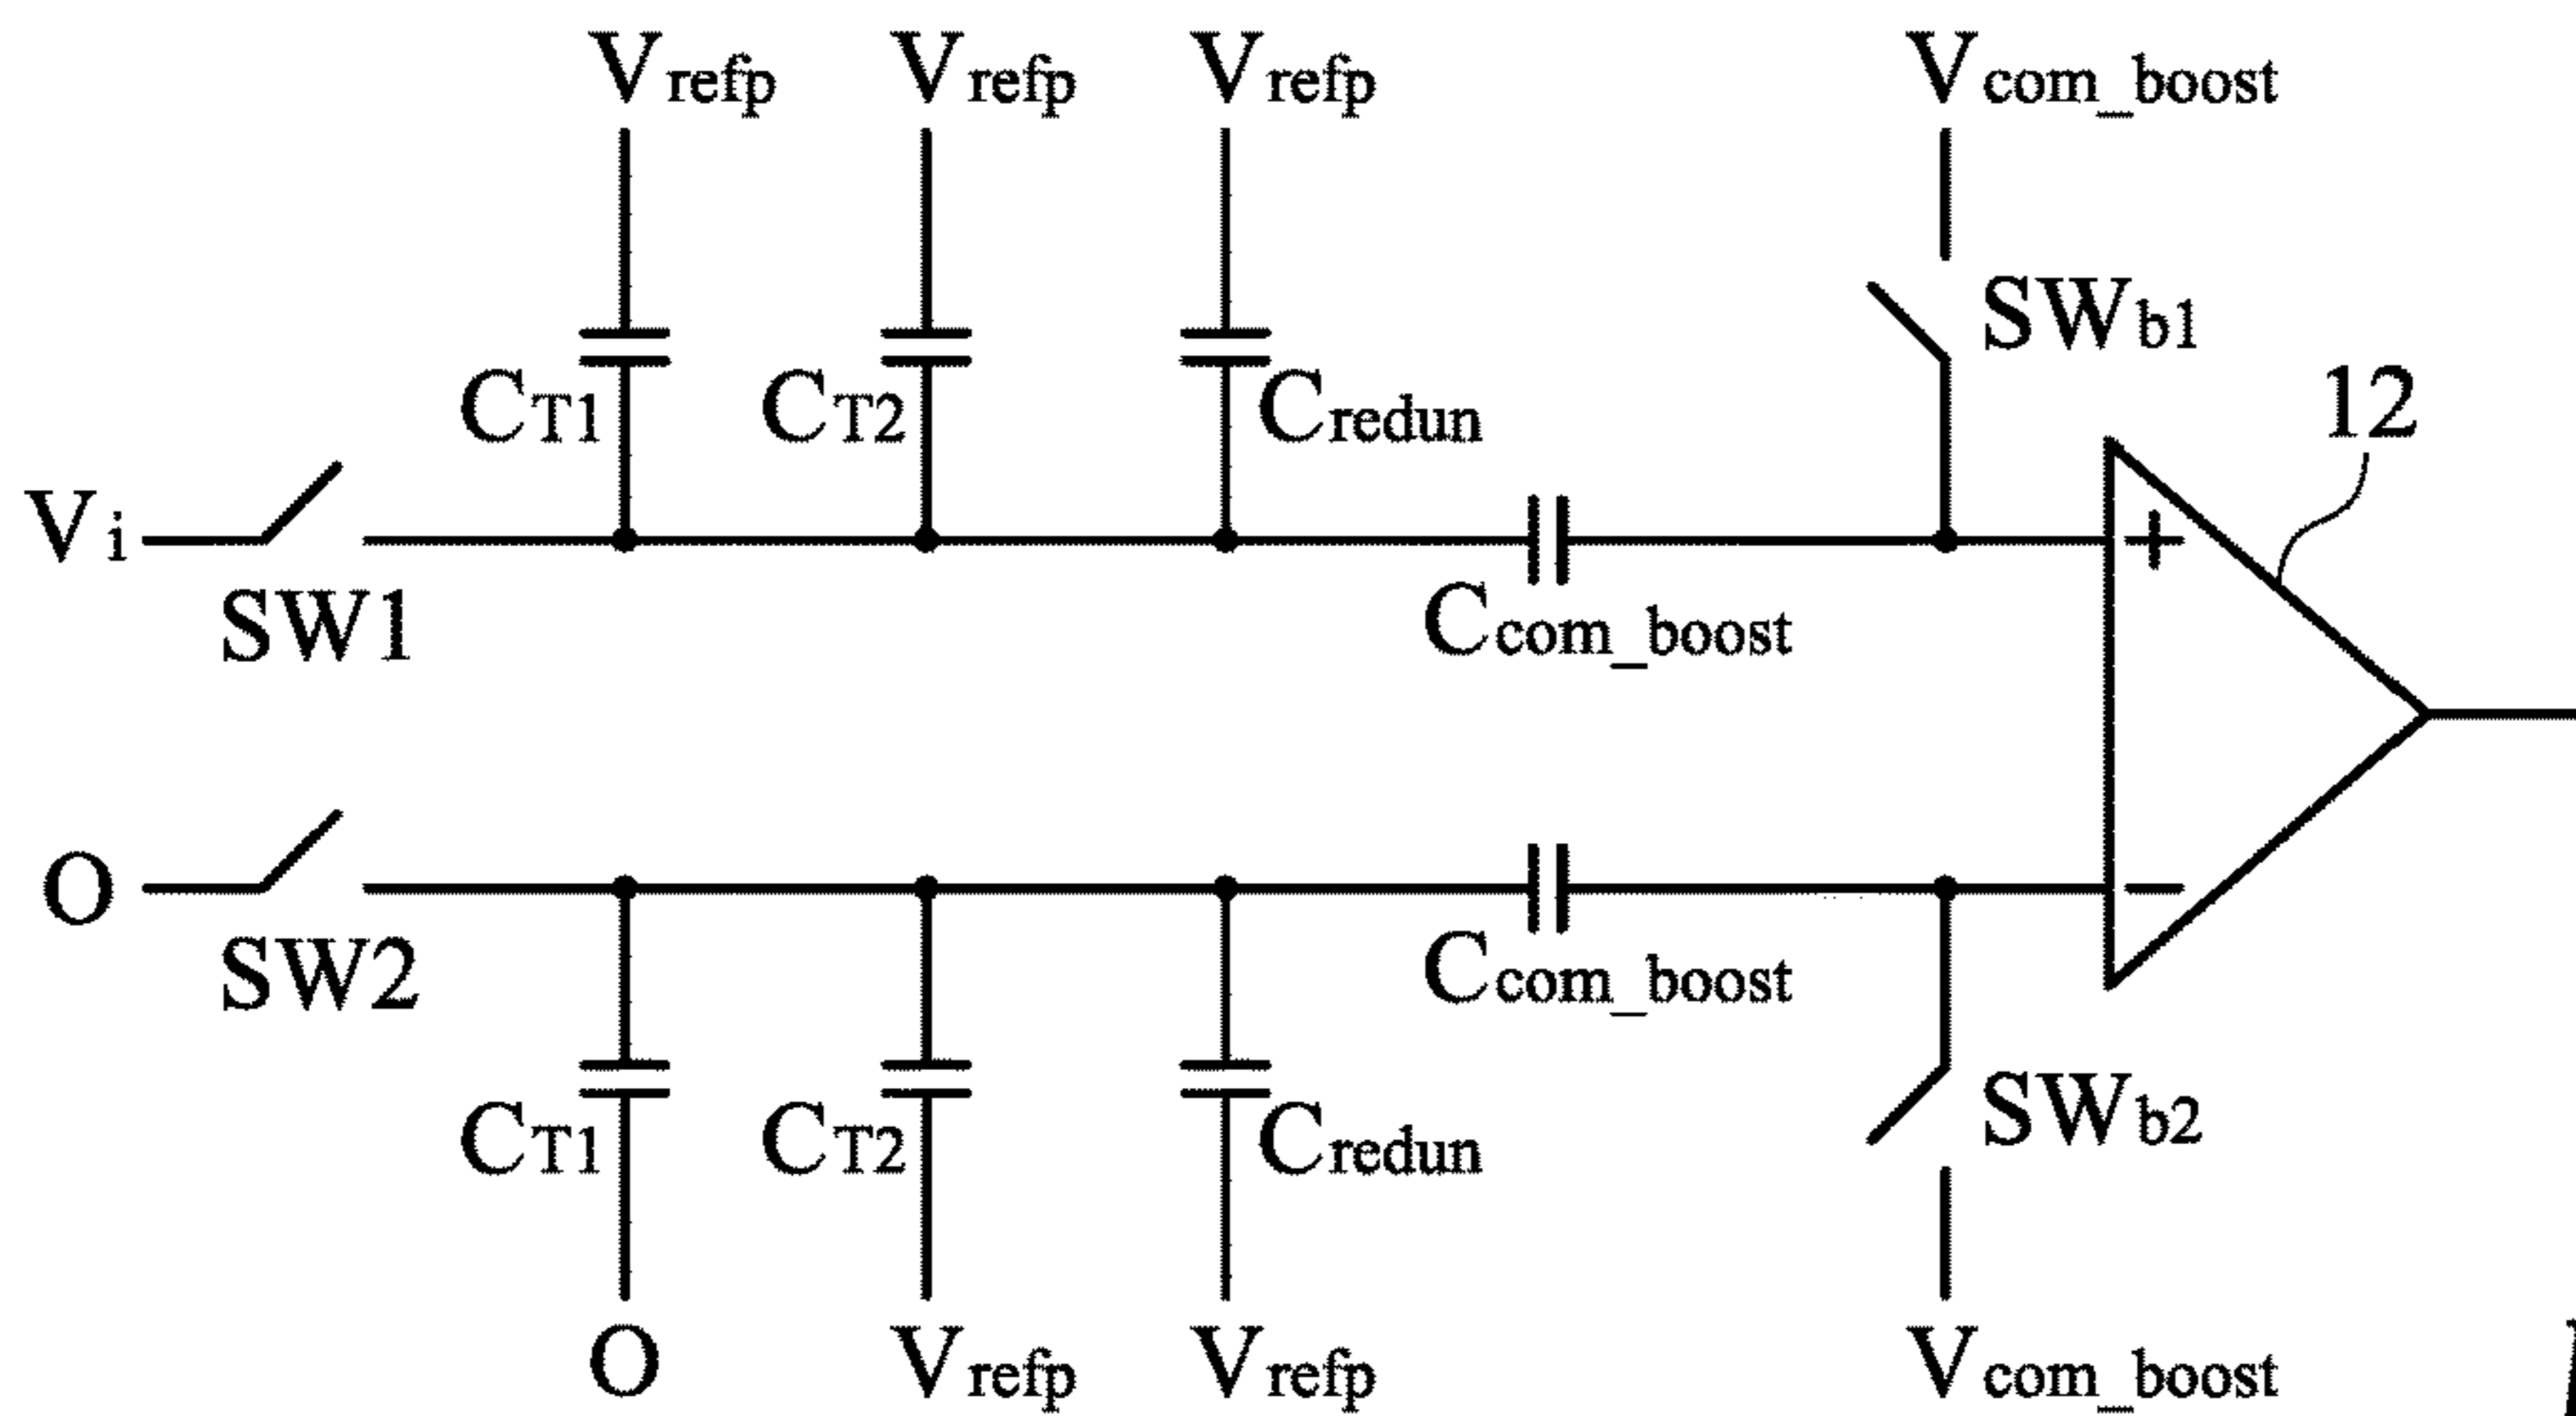 Vrefp Vrefp Vrefp Vcom_boost
SWb1
12
CT1 CT2 Credun
Vi
+
SW1
Ccom_boost
O
−
SW2
Ccom_boost
CT1 CT2 Credun
SWb2
O Vrefp Vrefp Vcom_boost